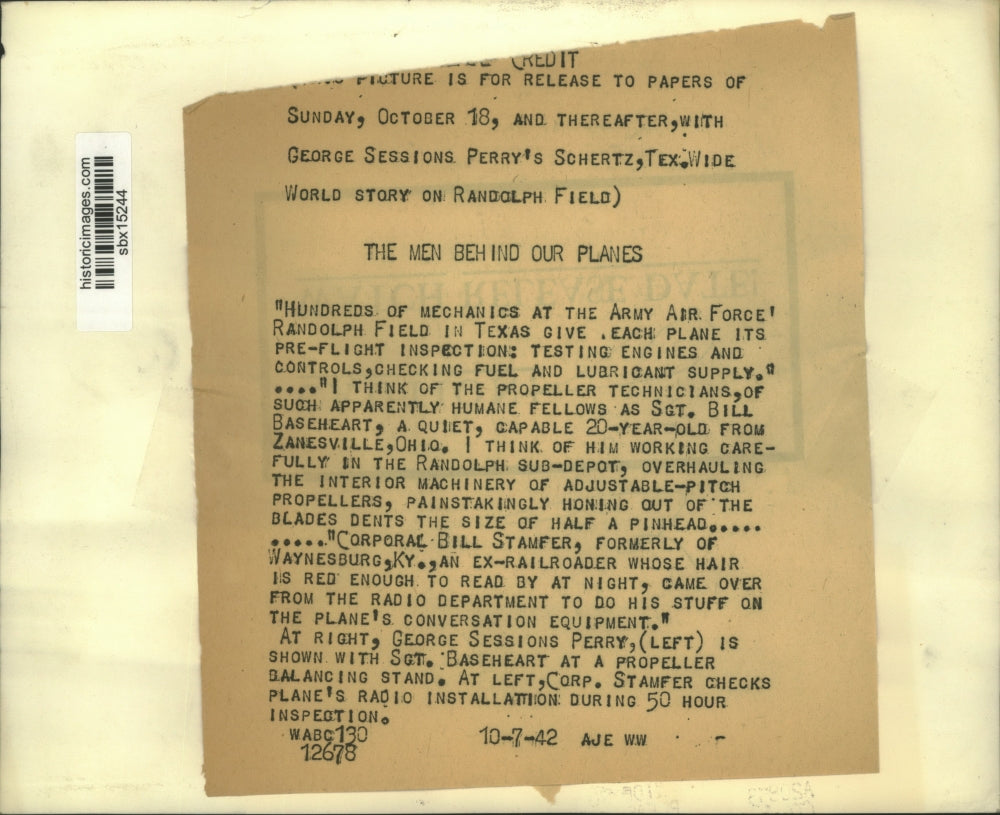 CREDIT
PICTURE IS FOR RELEASE TO PAPERS OF
SUNDAY, OCTOBER 18, AND THEREAFTER,WITH
GEORGE SESSIONS PERRY'S SCHERTZ,TEX.WIDE
WORLD STORY ON RANDOLPH FIELD)
THE MEN BEHIND OUR PLANES
WATCH RELEASE DATE!
"HUNDREDS OF MECHANICS AT THE ARMY AIR FORCE'
RANDOLPH FIELD IN TEXAS GIVE .EACH PLANE ITS
PRE-FLIGHT INSPECTION: TESTING ENGINES AND
CONTROLS,CHECKING FUEL AND LUBRICANT SUPPLY."
...."I THINK OF THE PROPELLER TECHNICIANS,OF
SUCH APPARENTLY HUMANE FELLOWS AS SGT. BILL
BASEHEART, A QUIET, CAPABLE 20-YEAR-OLD FROM
ZANESVILLE,OHIO. I THINK OF HIM WORKING CARE-
FULLY IN THE RANDOLPH SUB-DEPOT, OVERHAULING
THE INTERIOR MACHINERY OF ADJUSTABLE-PITCH
PROPELLERS, PAINSTAKINGLY HONING OUT OF THE
BLADES DENTS THE SIZE OF HALF A PINHEAD.....
....."CORPORAL BILL STAMFER, FORMERLY OF
WAYNESBURG,KY.,AN EX-RAILROADER WHOSE HAIR
IS RED ENOUGH TO READ BY AT NIGHT, CAME OVER
FROM THE RADIO DEPARTMENT TO DO HIS STUFF ON
THE PLANE'S CONVERSATION EQUIPMENT."
AT RIGHT, GEORGE SESSIONS PERRY,(LEFT) IS
SHOWN WITH SGT. BASEHEART AT A PROPELLER
BALANCING STAND. AT LEFT,CORP. STAMFER CHECKS
PLANE'S RADIO INSTALLATTION DURING 50 HOUR
INSPECTION.
WABC130 10-7-42 AJE WW
12678
historicimages.com
sbx15244